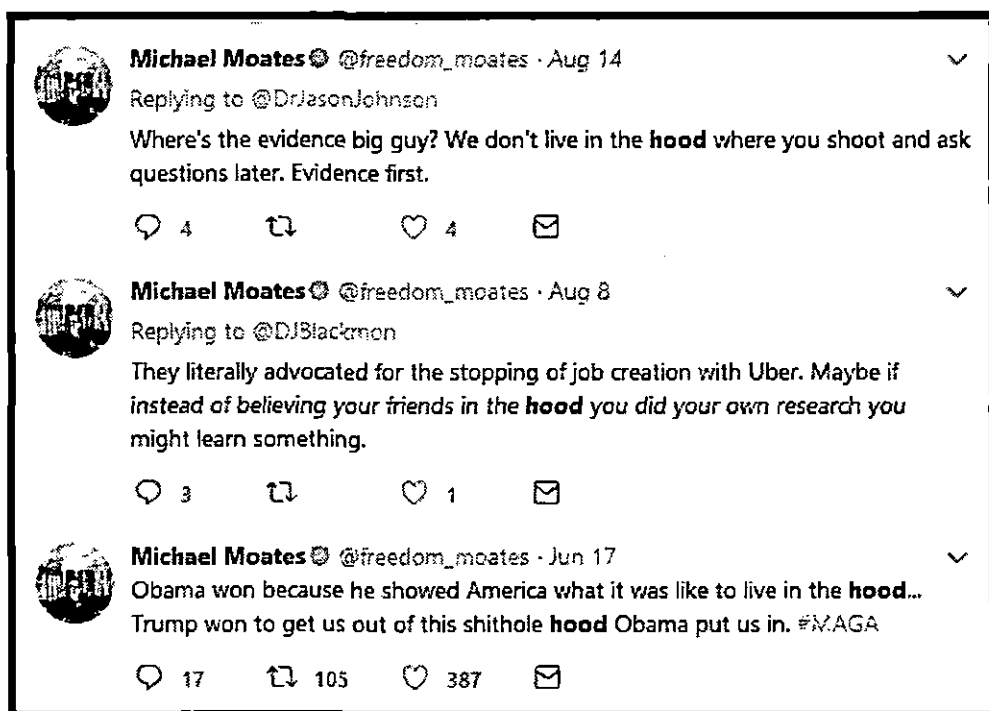 Michael Moates @freedom_moates · Aug 14
Replying to @DrJasonJohnson
Where's the evidence big guy? We don't live in the hood where you shoot and ask
questions later. Evidence first.
4 4
Michael Moates @freedom_moates · Aug 8
Replying to @DJBlackmon
They literally advocated for the stopping of job creation with Uber. Maybe if
instead of believing your friends in the hood you did your own research you
might learn something.
3 1
Michael Moates @freedom_moates · Jun 17
Obama won because he showed America what it was like to live in the hood...
Trump won to get us out of this shithole hood Obama put us in. #MAGA
17 105 387